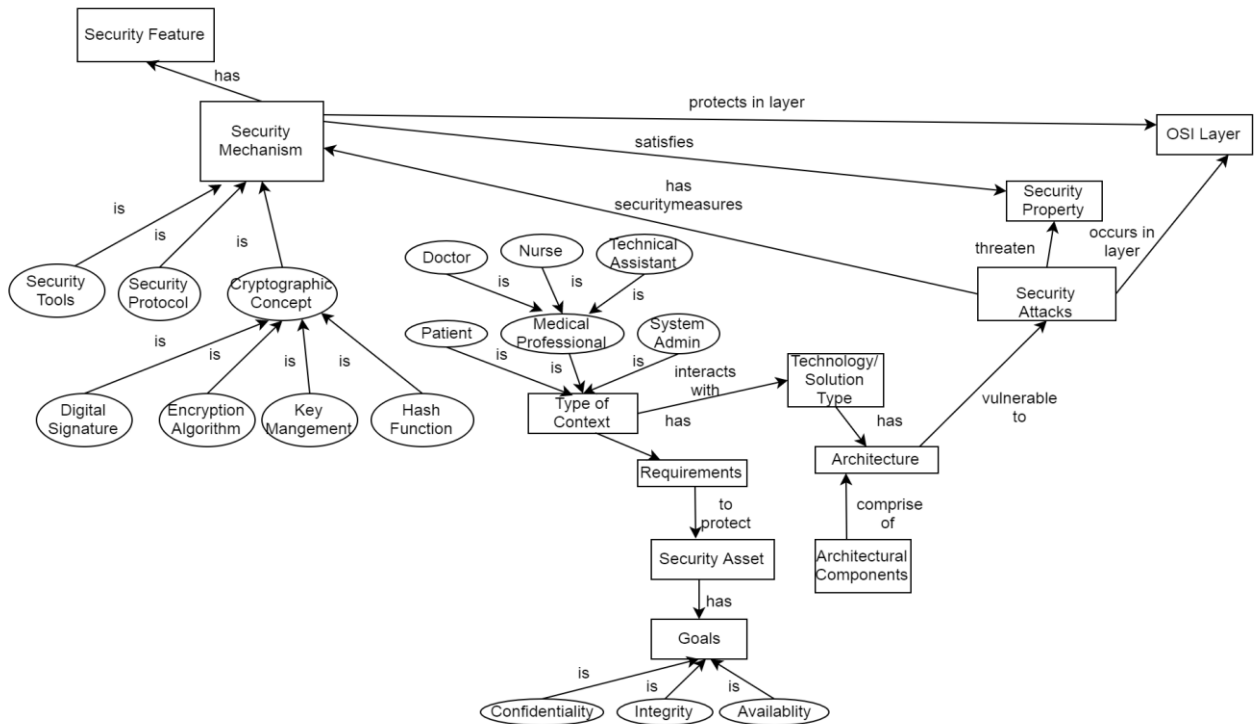 Security Feature
has
protects in layer
Security
Mechanism
OSI Layer
satisfies
has
securitymeasures
Security
Property
is
is
is
threaten
occurs in
layer
Doctor
Nurse
Technical
Assistant
is
is
is
Security
Tools
Security
Protocol
Cryptographic
Concept
Security
Attacks
Patient
Medical
Professional
System
Admin
is
is
is
is
is
is
is
interacts
with
has
Technology/
Solution
Type
vulnerable
to
Digital
Signature
Encryption
Algorithm
Key
Mangement
Hash
Function
Type of
Context
has
Requirements
Architecture
to
protect
comprise
of
Security Asset
Architectural
Components
has
Goals
is
is
is
Confidentiality
Integrity
Availablity